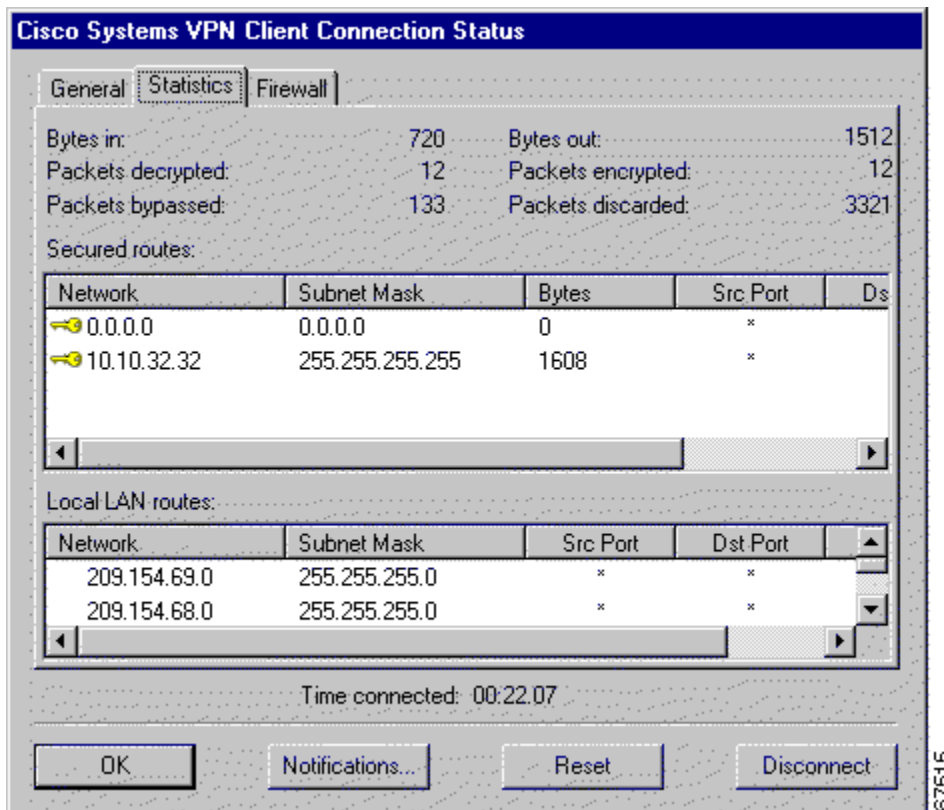 Cisco Systems VPN Client Connection Status
General Statistics Firewall
Bytes in: 720 Bytes out: 1512
Packets decrypted: 12 Packets encrypted: 12
Packets bypassed: 133 Packets discarded: 3321
Secured routes:
Network Subnet Mask Bytes Src Port Ds
0.0.0.0 0.0.0.0 0 *
10.10.32.32 255.255.255.255 1608 *
Local LAN routes:
Network Subnet Mask Src Port Dst Port
209.154.69.0 255.255.255.0 * *
209.154.68.0 255.255.255.0 * *
Time connected: 00:22.07
OK Notifications... Reset Disconnect